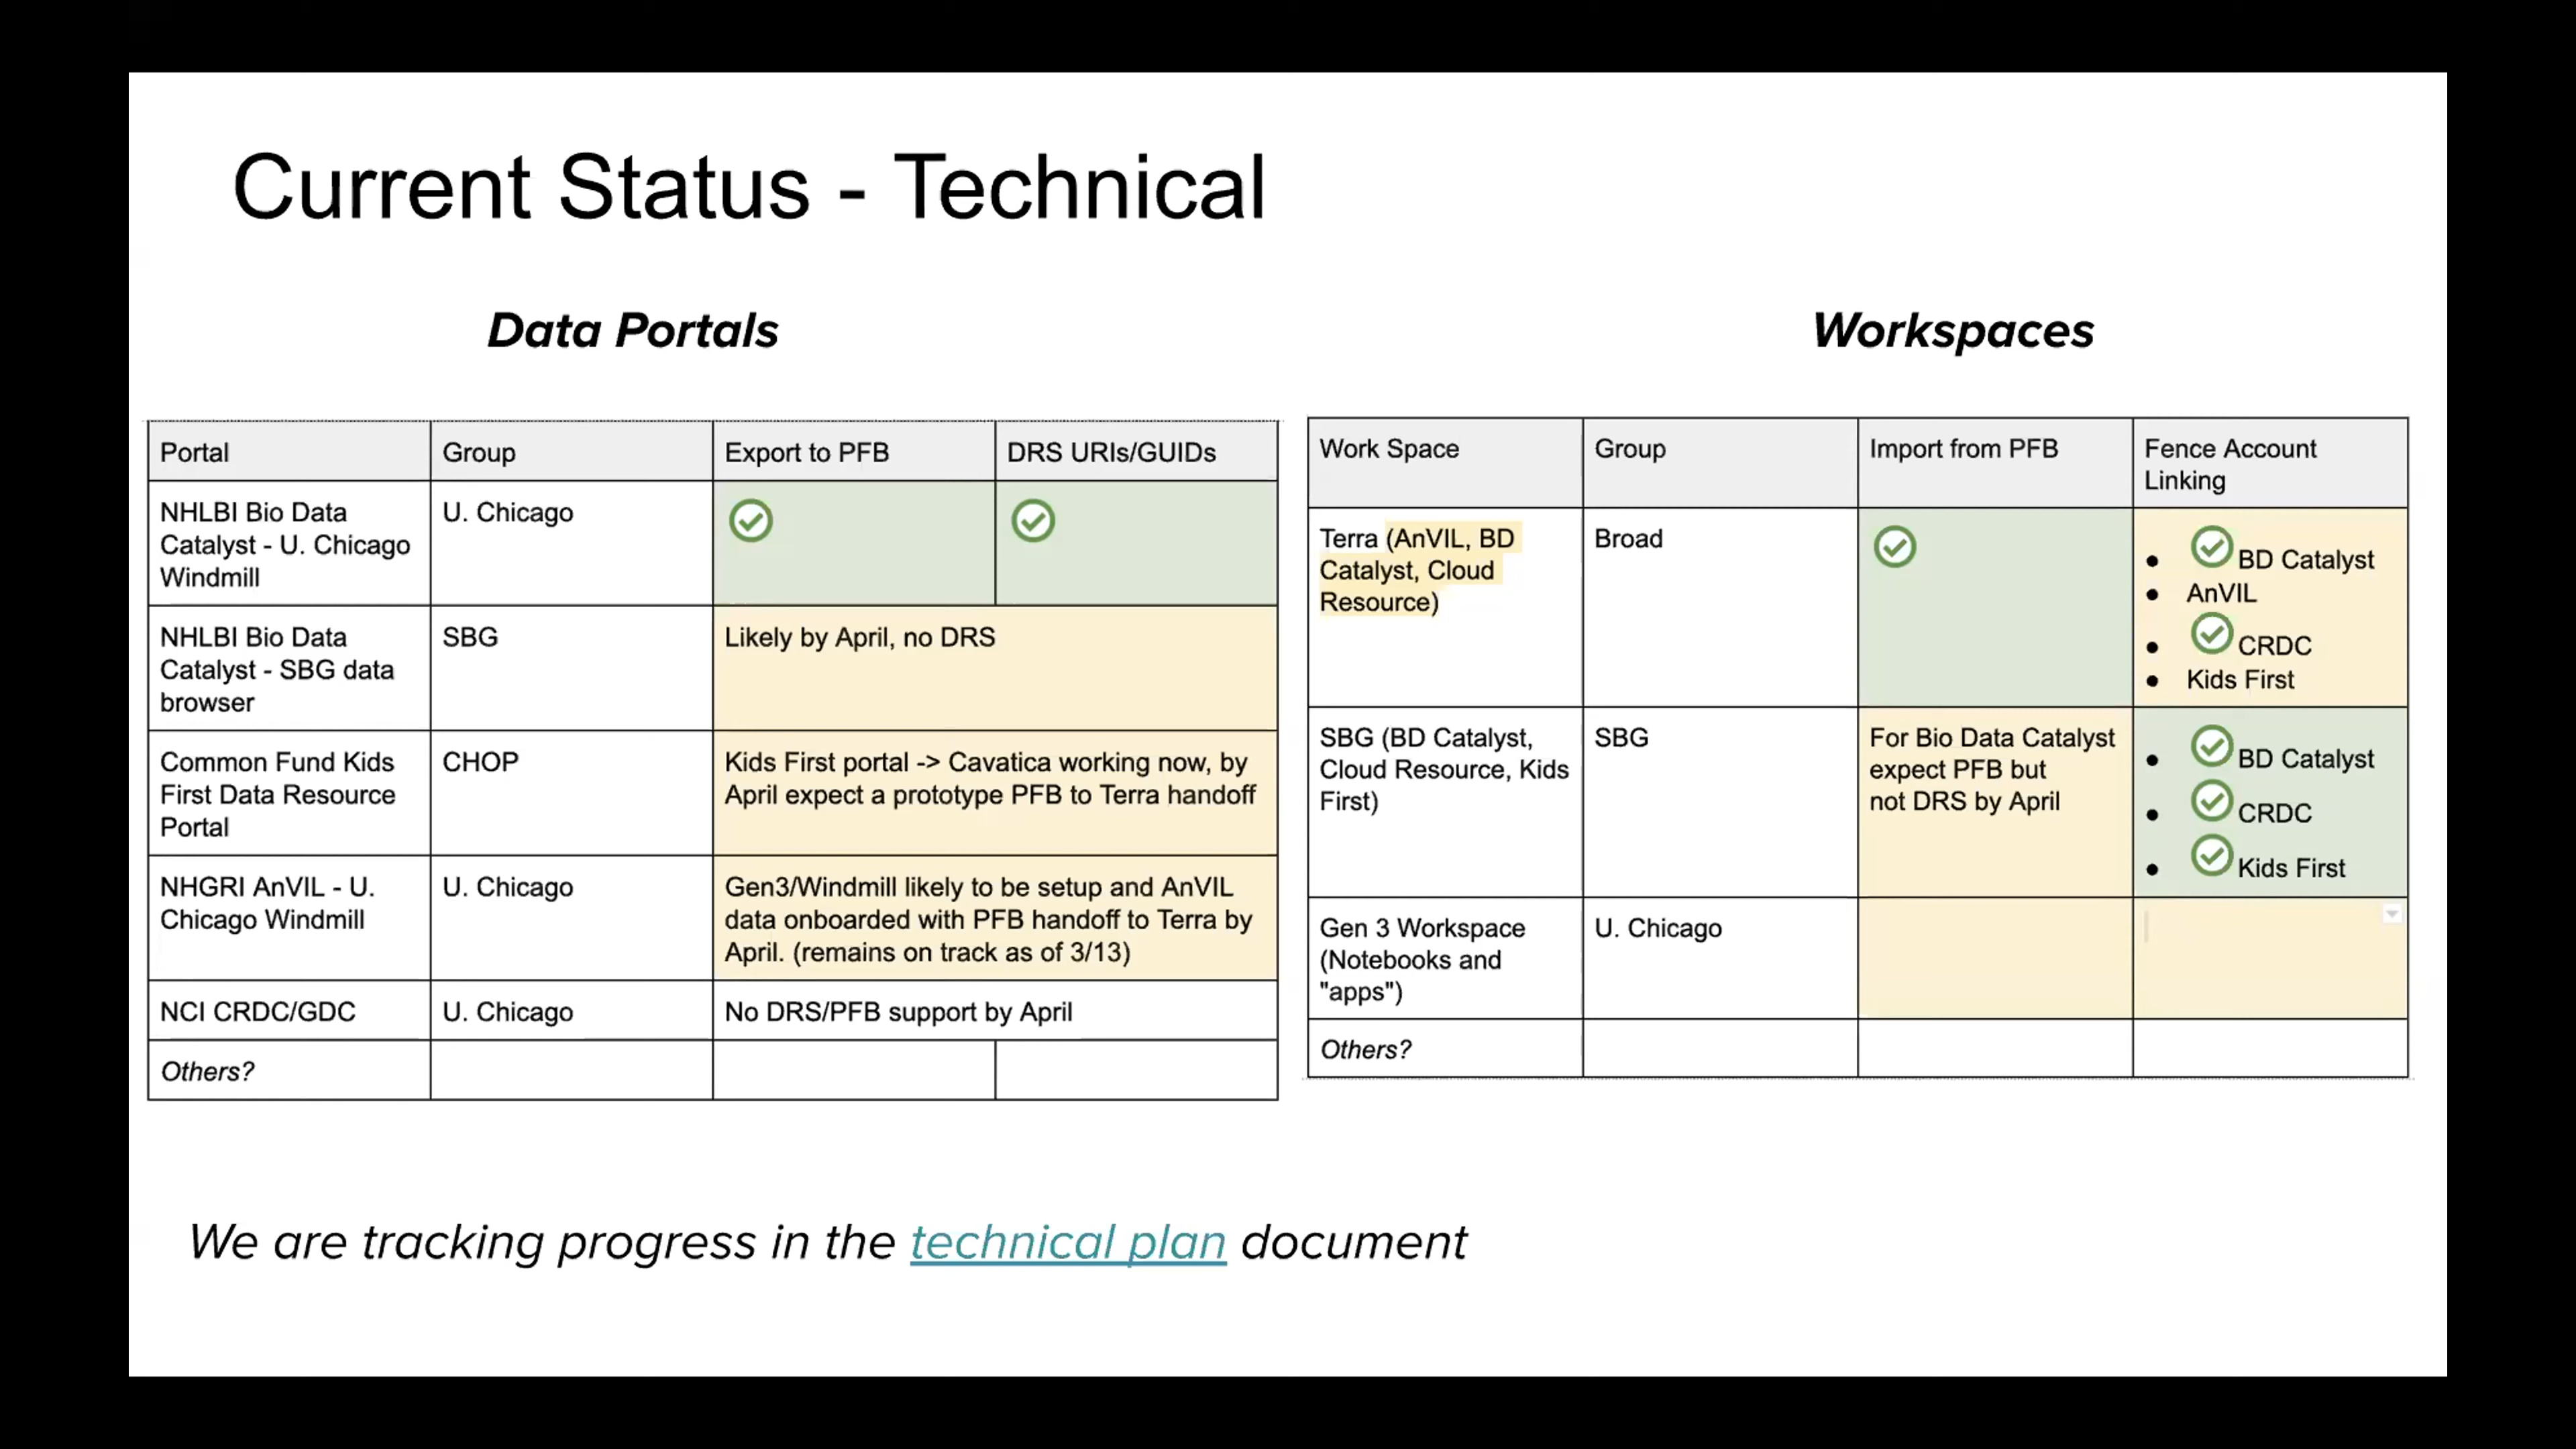 Current Status - Technical
Data Portals
Portal
Group
Export to PFB
DRS URIs/GUIDs
NHLBI Bio Data
Catalyst - U. Chicago
Windmill
U. Chicago
NHLBI Bio Data
Catalyst - SBG data
browser
SBG
Likely by April, no DRS
Common Fund Kids
First Data Resource
Portal
CHOP
Kids First portal -> Cavatica working now, by
April expect a prototype PFB to Terra handoff
NHGRI AnVIL - U.
Chicago Windmill
U. Chicago
Gen3/Windmill likely to be setup and AnVIL
data onboarded with PFB handoff to Terra by
April. (remains on track as of 3/13)
NCI CRDC/GDC
U. Chicago
No DRS/PFB support by April
Others?
Workspaces
Work Space
Group
Import from PFB
Fence Account
Linking
Terra (AnVIL, BD
Catalyst, Cloud
Resource)
Broad
BD Catalyst
AnVIL
CRDC
Kids First
SBG (BD Catalyst,
Cloud Resource, Kids
First)
SBG
For Bio Data Catalyst
expect PFB but
not DRS by April
BD Catalyst
CRDC
Kids First
Gen 3 Workspace
(Notebooks and
"apps")
U. Chicago
Others?
We are tracking progress in the technical plan document